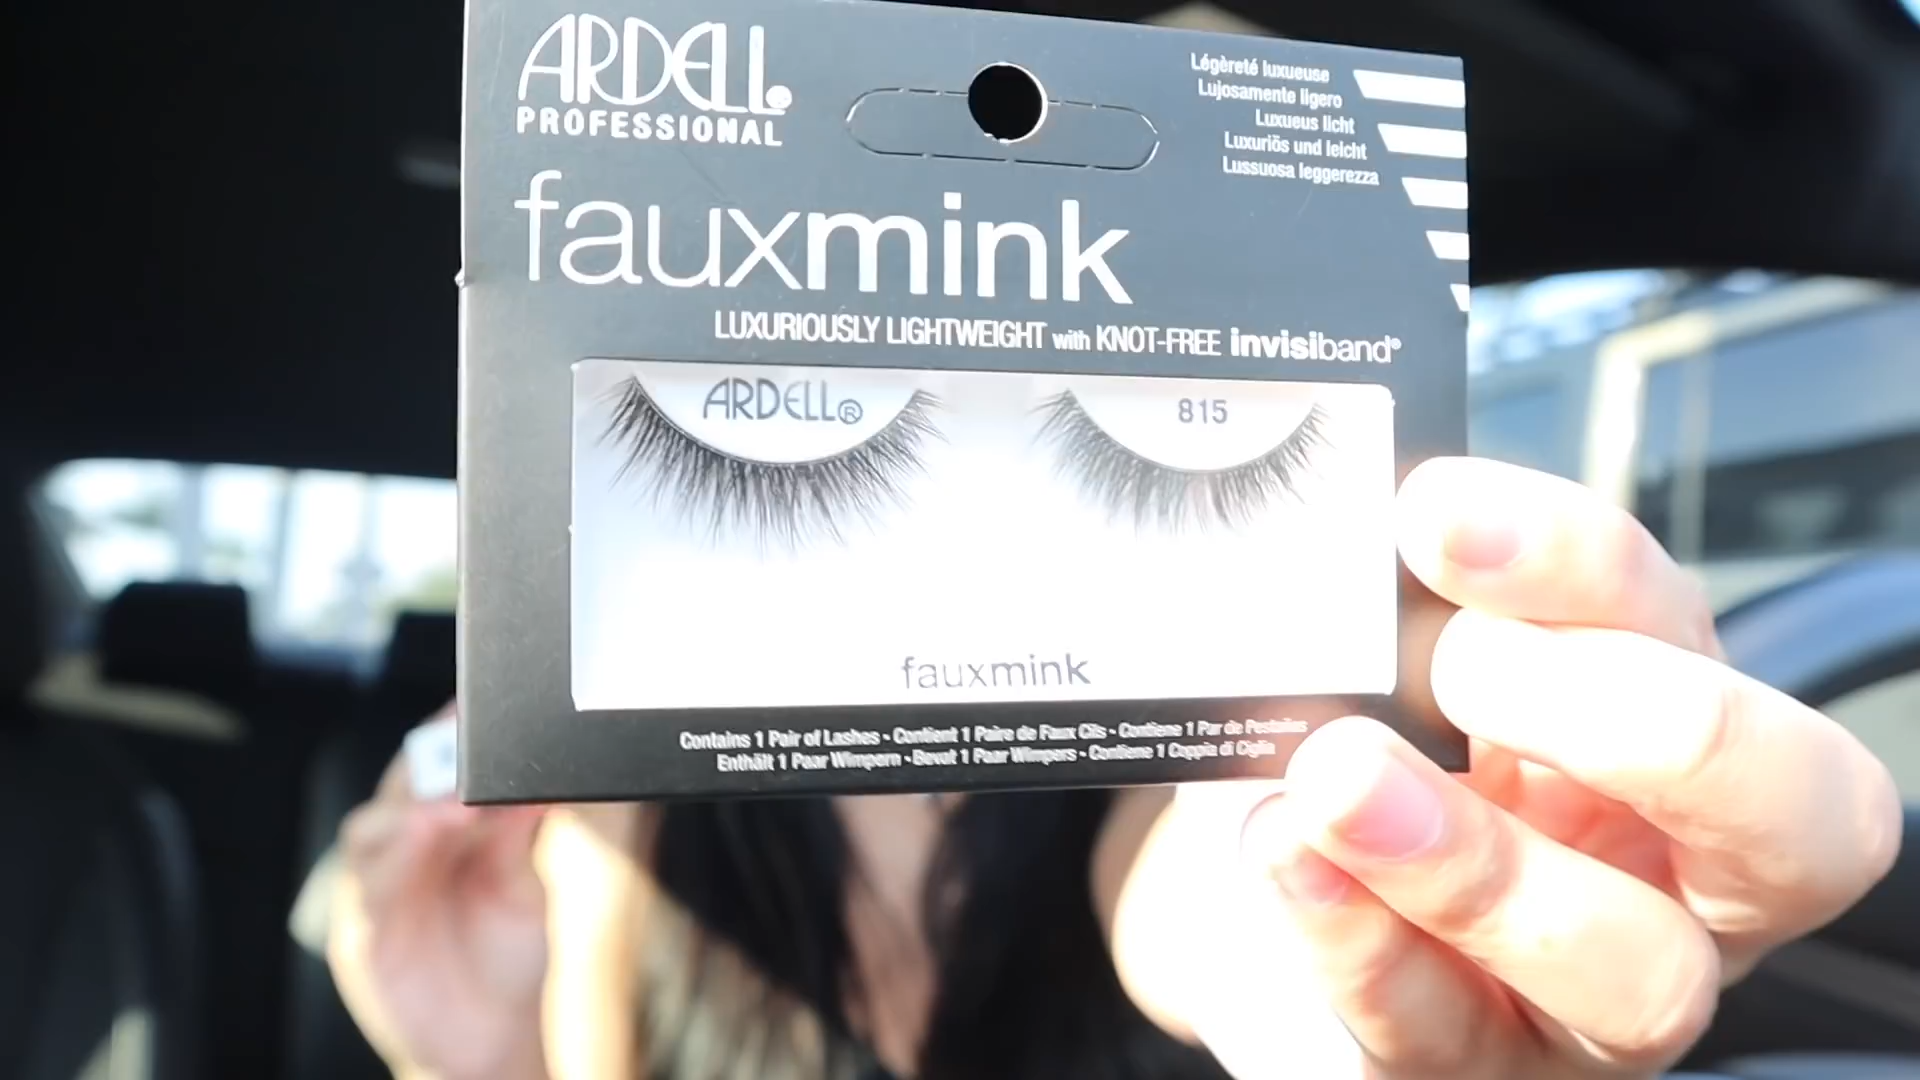 ARDELL®
PROFESSIONAL
Légèreté luxueuse
Lujosamente ligero
Luxueus licht
Luxuriös und leicht
Lussuosa leggerezza
fauxmink
LUXURIOUSLY LIGHTWEIGHT with KNOT-FREE invisiband®
ARDELL®
815
fauxmink
Contains 1 Pair of Lashes - Contient 1 Paire de Faux Cils - Contiene 1 Par de Pestañas
Enthält 1 Paar Wimpern - Bevat 1 Paar Wimpers - Contiene 1 Coppia di Ciglia